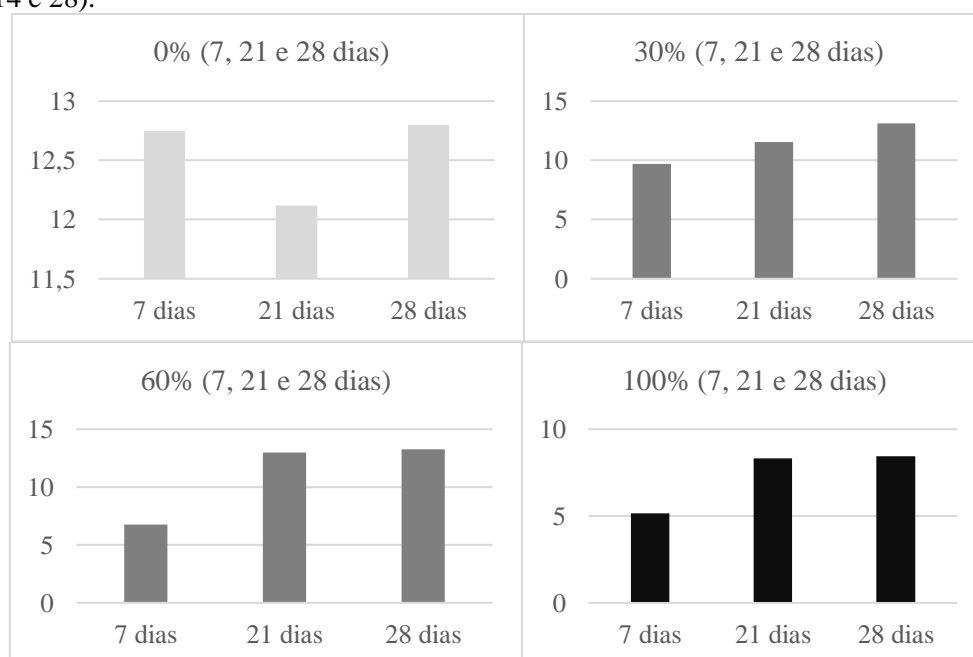 14 e 28).
0% (7, 21 e 28 dias)
13
12,5
12
11,5
7 dias 21 dias 28 dias
30% (7, 21 e 28 dias)
15
10
5
0
7 dias 21 dias 28 dias
60% (7, 21 e 28 dias)
15
10
5
0
7 dias 21 dias 28 dias
100% (7, 21 e 28 dias)
10
5
0
7 dias 21 dias 28 dias